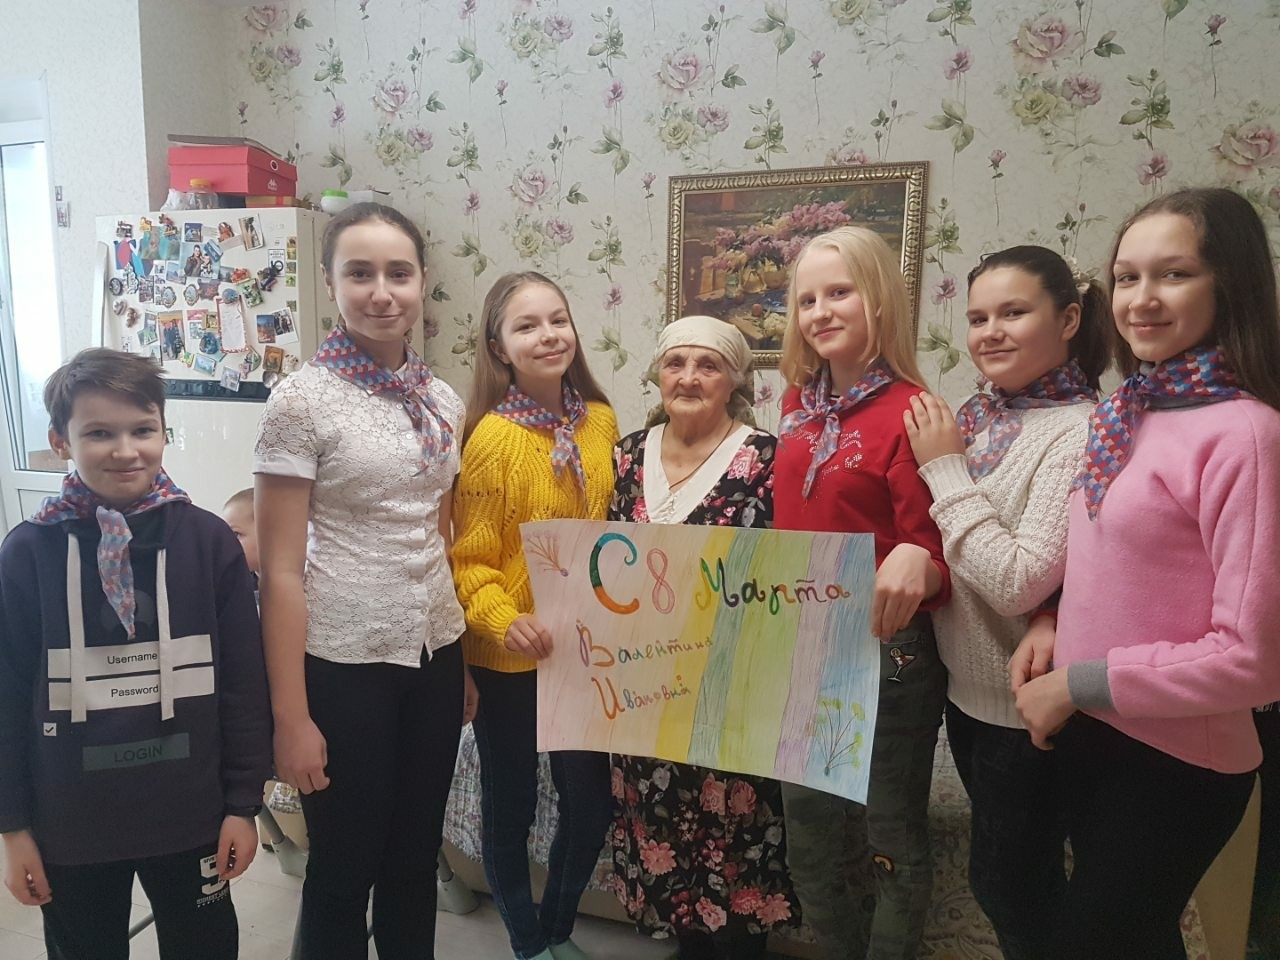 С 8 Марта
Валентина
Ивановна
Username
Password
LOGIN